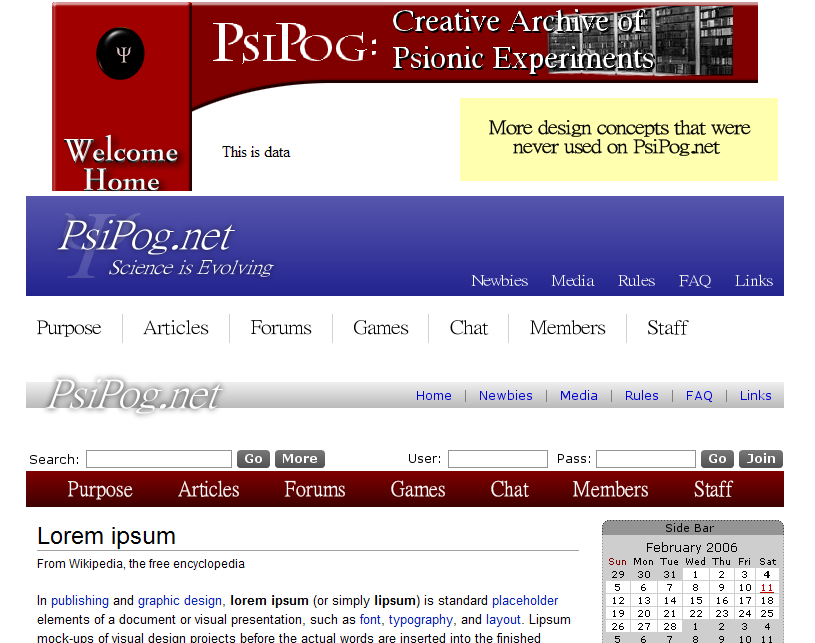 Ψ
PsiPog:
Creative Archive of
Psionic Experiments
Welcome
Home
This is data
More design concepts that were
never used on PsiPog.net
Ψ
PsiPog.net
Science is Evolving
Newbies Media Rules FAQ Links
Purpose Articles Forums Games Chat Members Staff
PsiPog.net
Home | Newbies | Media | Rules | FAQ | Links
Search: Go More User: Pass: Go Join
Purpose Articles Forums Games Chat Members Staff
Lorem ipsum
From Wikipedia, the free encyclopedia
In publishing and graphic design, lorem ipsum (or simply lipsum) is standard placeholder
elements of a document or visual presentation, such as font, typography, and layout. Lipsum
mock-ups of visual design projects before the actual words are inserted into the finished
Side Bar
February 2006
Sun Mon Tue Wed Thu Fri Sat
29 30 31 1 2 3 4
5 6 7 8 9 10 11
12 13 14 15 16 17 18
19 20 21 22 23 24 25
26 27 28 1 2 3 4
5 6 7 8 9 10 11